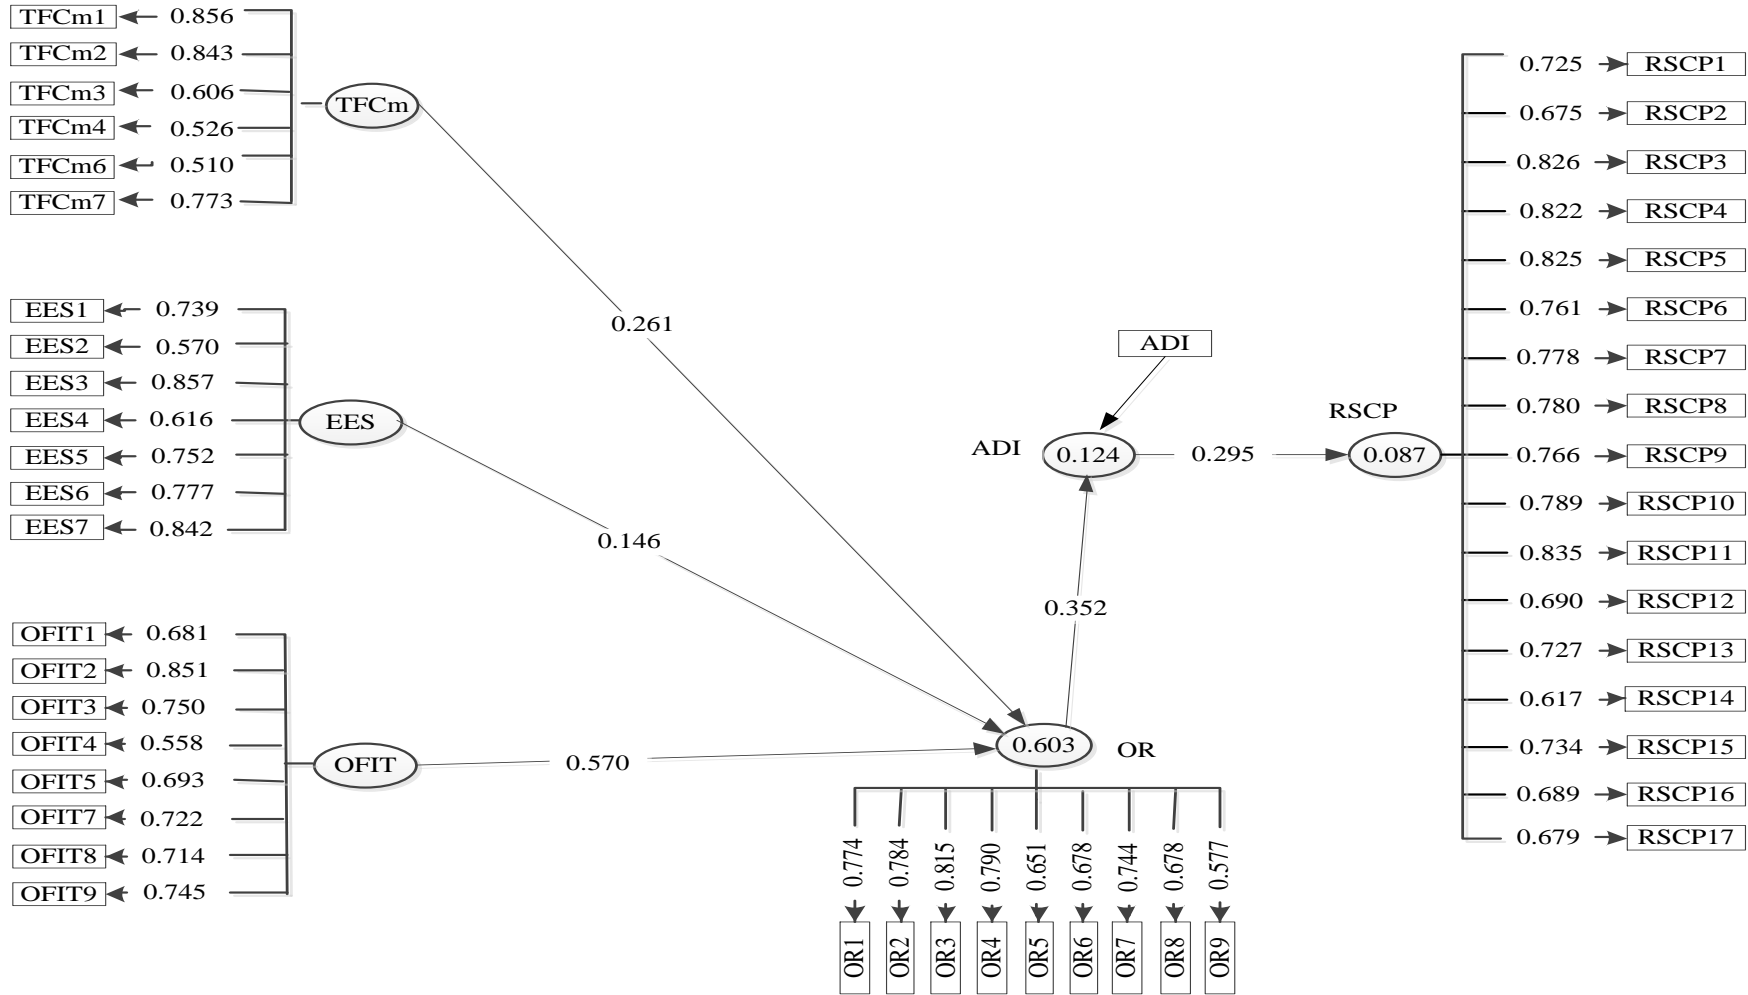 TFCm1 0.856
TFCm2 0.843
TFCm3 0.606
TFCm4 0.526
TFCm6 0.510
TFCm7 0.773
TFCm
EES1 0.739
EES2 0.570
EES3 0.857
EES4 0.616
EES5 0.752
EES6 0.777
EES7 0.842
EES
OFIT1 0.681
OFIT2 0.851
OFIT3 0.750
OFIT4 0.558
OFIT5 0.693
OFIT7 0.722
OFIT8 0.714
OFIT9 0.745
OFIT
0.261
0.146
0.570
0.603 OR
0.774 0.784 0.815 0.790 0.651 0.678 0.744 0.678 0.577
OR1 OR2 OR3 OR4 OR5 OR6 OR7 OR8 OR9
0.352
ADI
ADI 0.124
0.295
RSCP
0.087
0.725 RSCP1
0.675 RSCP2
0.826 RSCP3
0.822 RSCP4
0.825 RSCP5
0.761 RSCP6
0.778 RSCP7
0.780 RSCP8
0.766 RSCP9
0.789 RSCP10
0.835 RSCP11
0.690 RSCP12
0.727 RSCP13
0.617 RSCP14
0.734 RSCP15
0.689 RSCP16
0.679 RSCP17